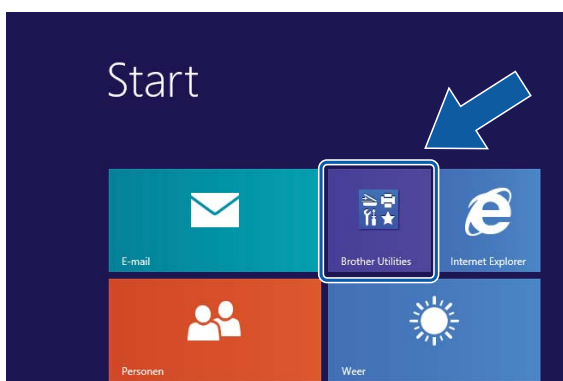 Start
E-mail
Brother Utilities
Internet Explorer
Personen
Weer